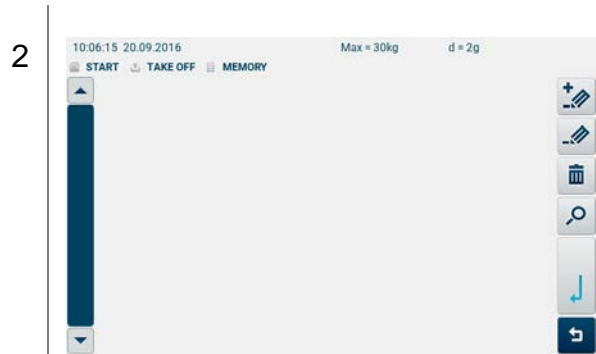 2
10:06:15 20.09.2016 Max = 30kg d = 2g
START TAKE OFF MEMORY